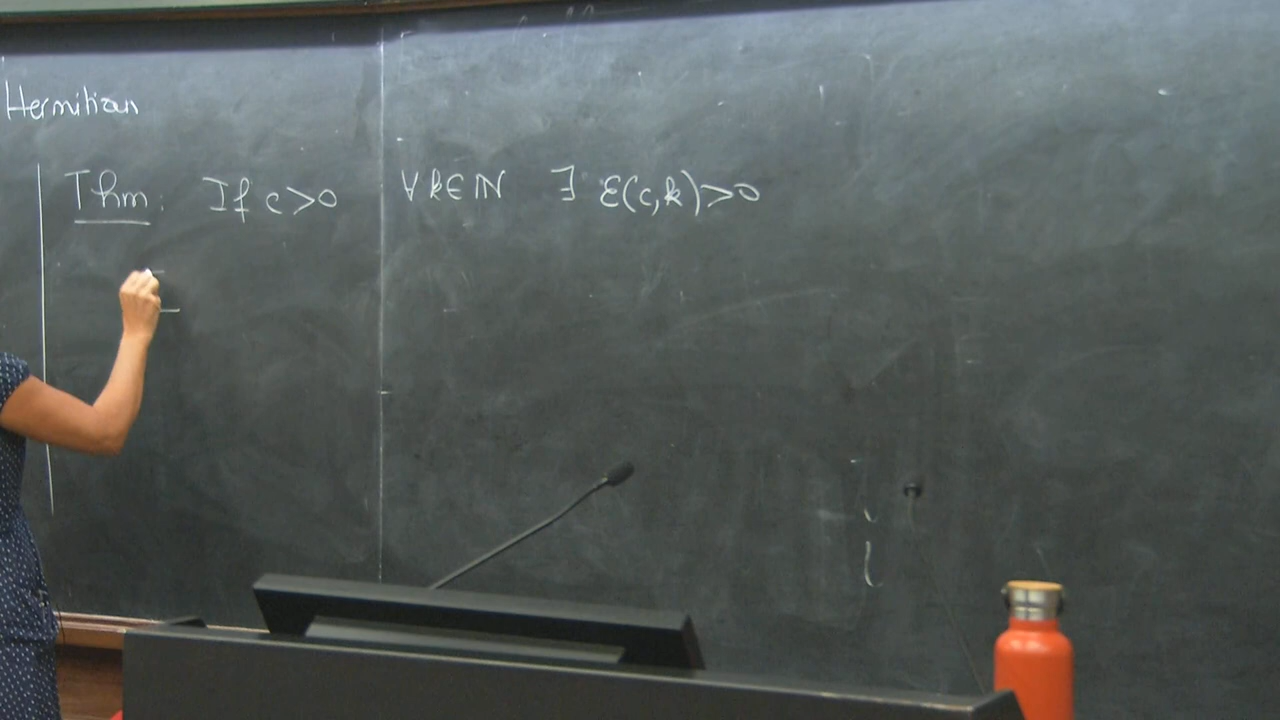 Hermitian
Thm: If c>0 ∀k∈ℕ ∃ ε(c,k)>0